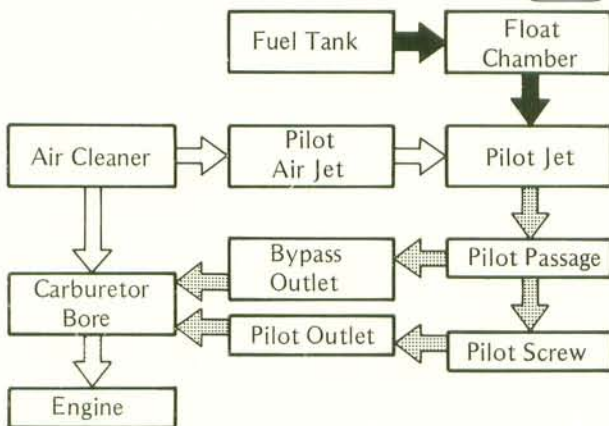 Fuel Tank
Float
Chamber
Air Cleaner
Pilot
Air Jet
Pilot Jet
Bypass
Outlet
Pilot Passage
Carburetor
Bore
Pilot Outlet
Pilot Screw
Engine